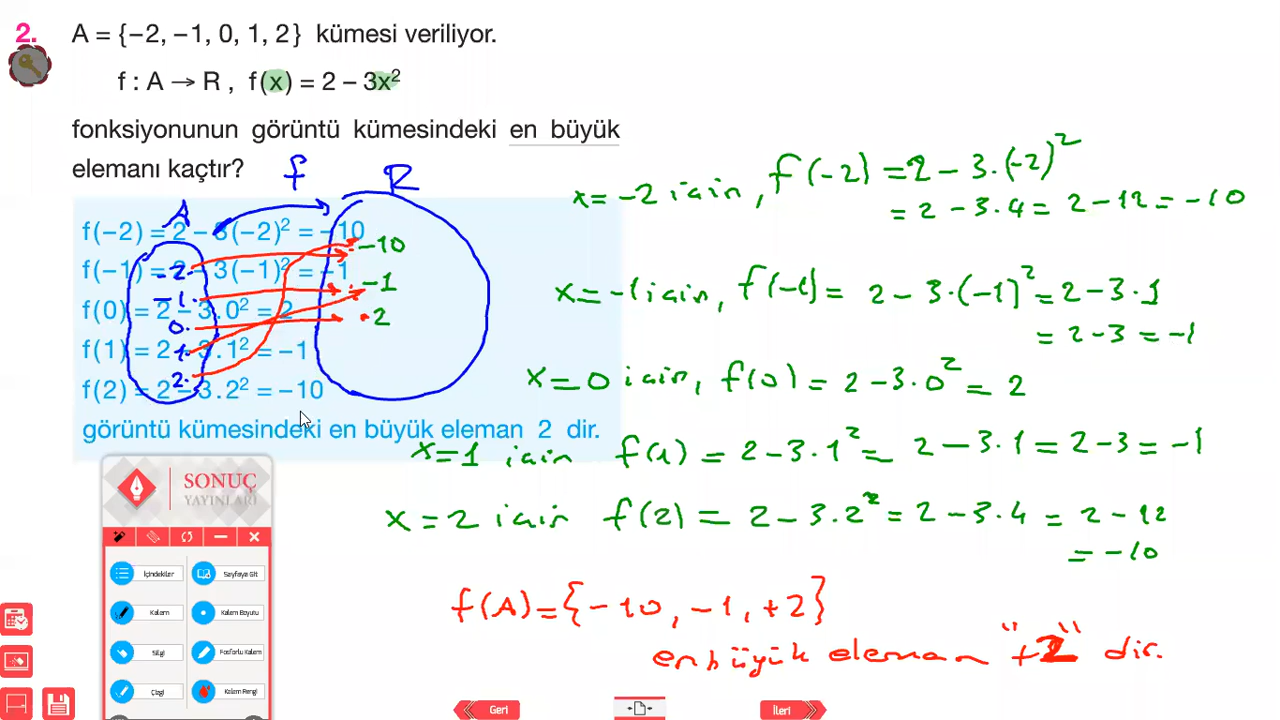 2. A = {−2, −1, 0, 1, 2} kümesi veriliyor.
f : A → R , f(x) = 2 − 3x²
fonksiyonunun görüntü kümesindeki en büyük
elemanı kaçtır?
f
R
A
f(−2) = 2 − 3(−2)² = −10
f(−1) = 2 − 3(−1)² = −1
f(0) = 2 − 3.0² = 2
f(1) = 2 − 3.1² = −1
f(2) = 2 − 3.2² = −10
görüntü kümesindeki en büyük eleman 2 dir.
-2
-1
0
1
2
-10
-1
2
x=-2 için, f(-2) = 2 - 3.(-2)²
= 2 - 3.4 = 2 - 12 = -10
x=-1 için, f(-1) = 2 - 3.(-1)² = 2 - 3.1
= 2 - 3 = -1
x=0 için, f(0) = 2 - 3.0² = 2
x=1 için f(1) = 2 - 3.1² = 2 - 3.1 = 2 - 3 = -1
x=2 için f(2) = 2 - 3.2² = 2 - 3.4 = 2 - 12
= -10
f(A) = {-10, -1, +2}
en büyük eleman "+2" dir.
SONUÇ
YAYINLARI
İçindekiler
Sayfaya Git
Kalem
Kalem Boyutu
Silgi
Fosforlu Kalem
Çizgi
Kalem Rengi
Geri
İleri